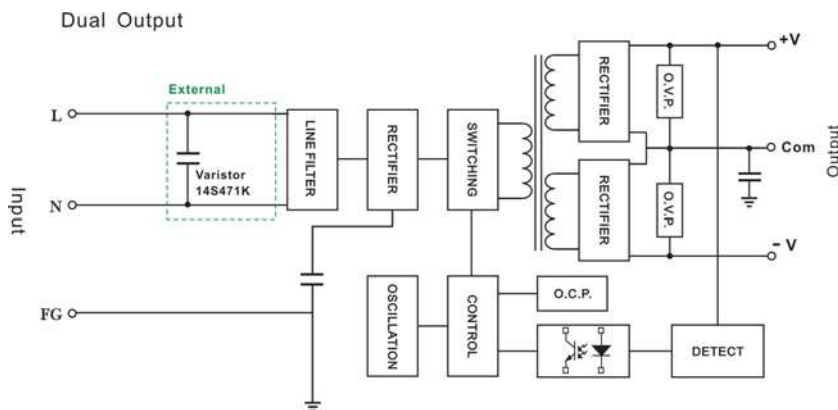 Dual Output
External
L
Varistor
14S471K
N
FG
Input
LINE FILTER
RECTIFIER
SWITCHING
RECTIFIER
RECTIFIER
O.V.P.
O.V.P.
+V
Com
- V
Output
OSCILLATION
CONTROL
O.C.P.
DETECT